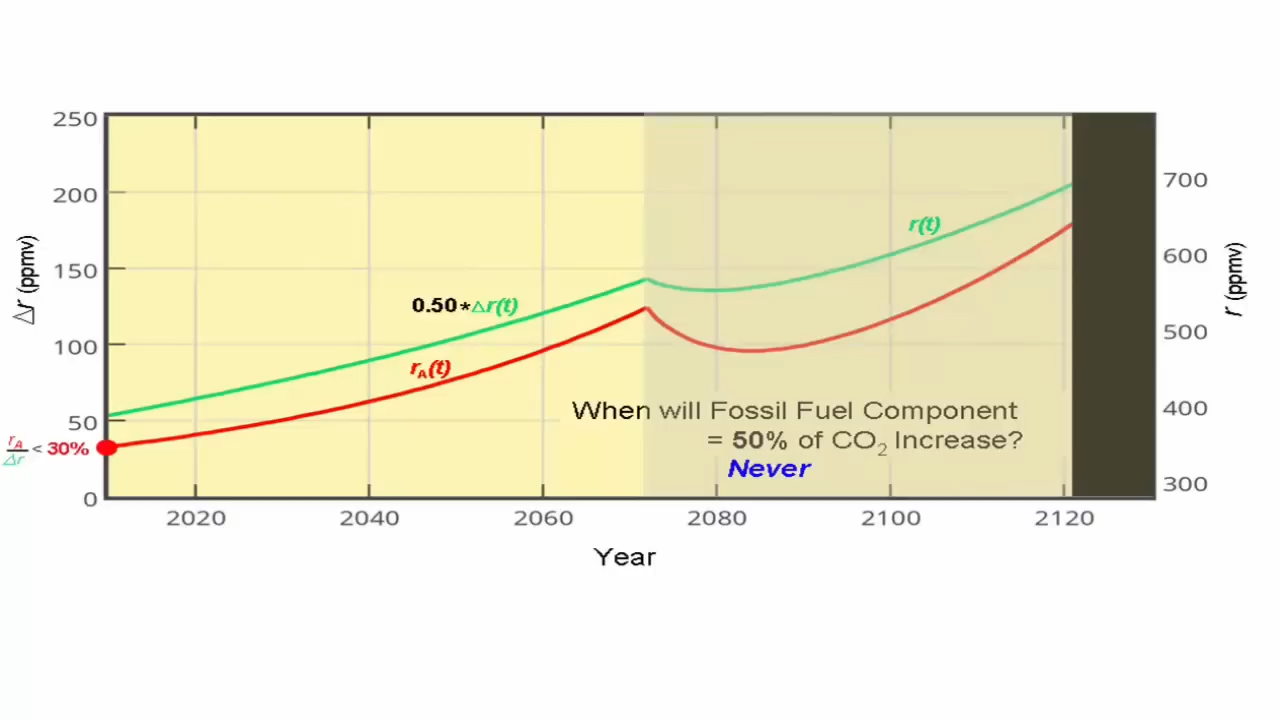 250
200
150
100
50
0
Δr (ppmv)
rA
Δr
< 30%
0.50*Δr(t)
rA(t)
r(t)
When will Fossil Fuel Component
= 50% of CO2 Increase?
Never
700
600
500
400
300
r (ppmv)
2020 2040 2060 2080 2100 2120
Year